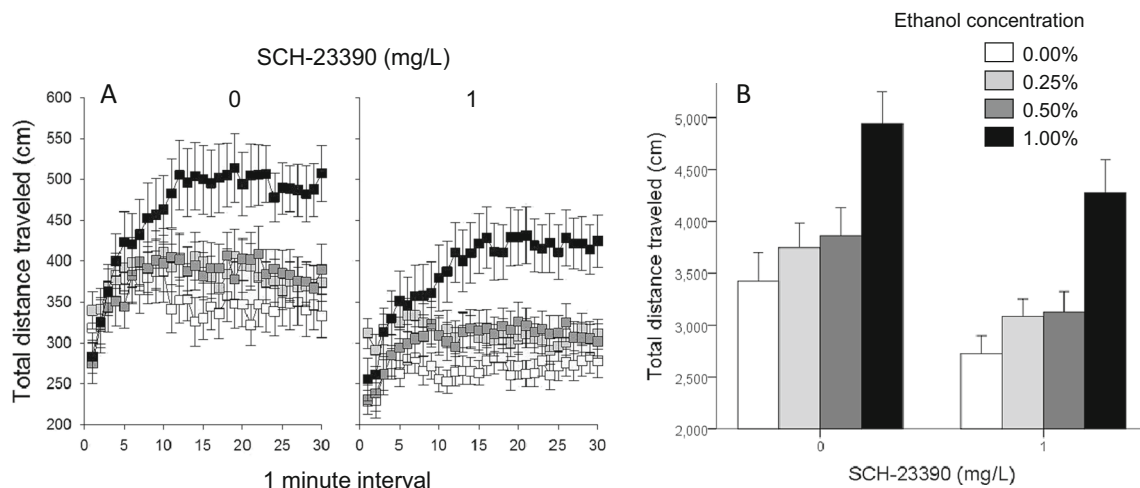 SCH-23390 (mg/L)
A
0
1
Total distance traveled (cm)
600
550
500
450
400
350
300
250
200
0 5 10 15 20 25 30
0 5 10 15 20 25 30
1 minute interval
Ethanol concentration
0.00%
0.25%
0.50%
1.00%
B
Total distance traveled (cm)
5,000
4,500
4,000
3,500
3,000
2,500
2,000
0 1
SCH-23390 (mg/L)